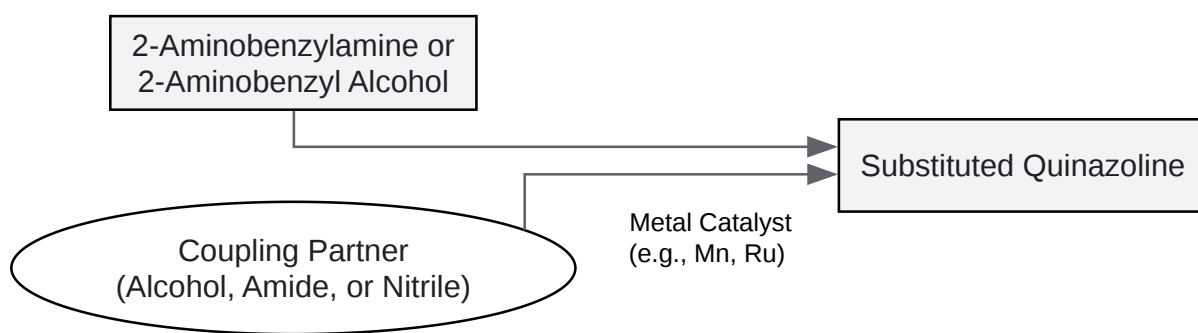 2-Aminobenzylamine or
2-Aminobenzyl Alcohol
Substituted Quinazoline
Metal Catalyst
(e.g., Mn, Ru)
Coupling Partner
(Alcohol, Amide, or Nitrile)